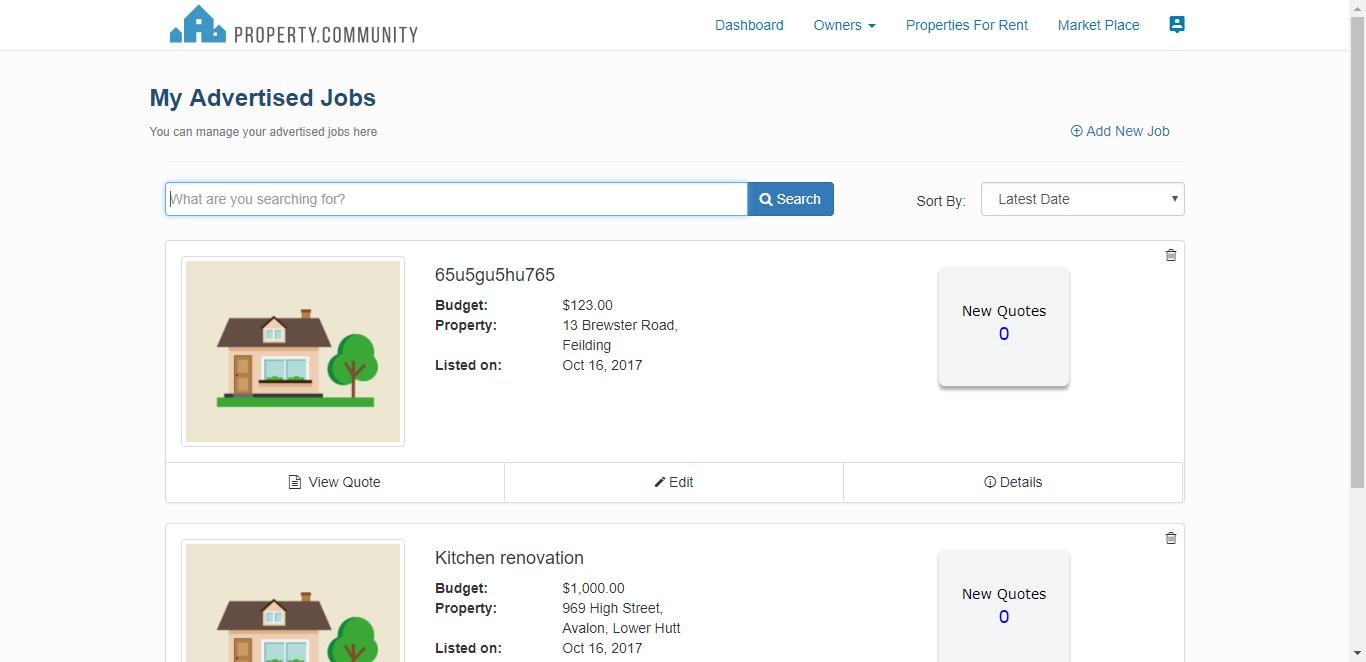 PROPERTY.COMMUNITY
Dashboard Owners Properties For Rent Market Place
My Advertised Jobs
You can manage your advertised jobs here
Add New Job
What are you searching for? Search Sort By: Latest Date
65u5gu5hu765
Budget: $123.00
Property: 13 Brewster Road,
Feilding
Listed on: Oct 16, 2017
New Quotes
0
View Quote Edit Details
Kitchen renovation
Budget: $1,000.00
Property: 969 High Street,
Avalon, Lower Hutt
Listed on: Oct 16, 2017
New Quotes
0